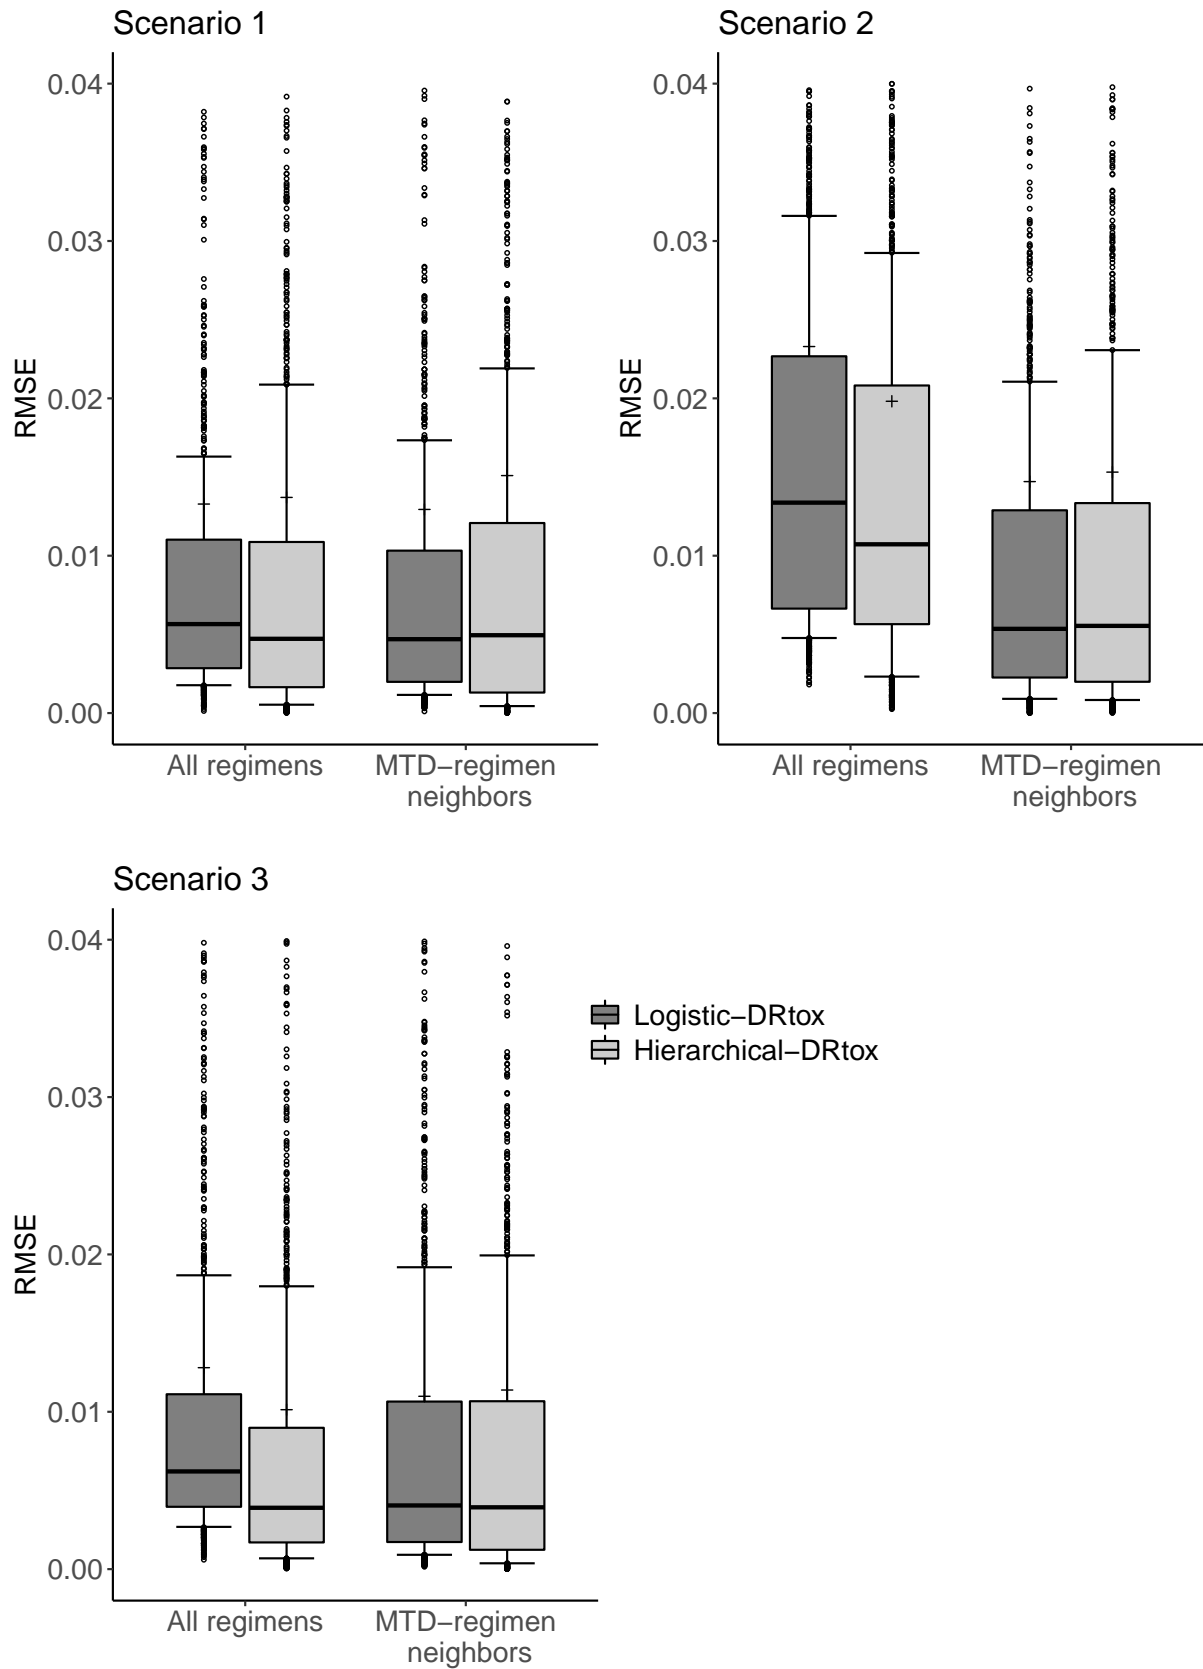 Scenario 1
0.04
0.03
0.02
0.01
0.00
RMSE
All regimens
MTD−regimen
neighbors
Scenario 2
0.04
0.03
0.02
0.01
0.00
RMSE
All regimens
MTD−regimen
neighbors
Scenario 3
0.04
0.03
0.02
0.01
0.00
RMSE
All regimens
MTD−regimen
neighbors
Logistic−DRtox
Hierarchical−DRtox